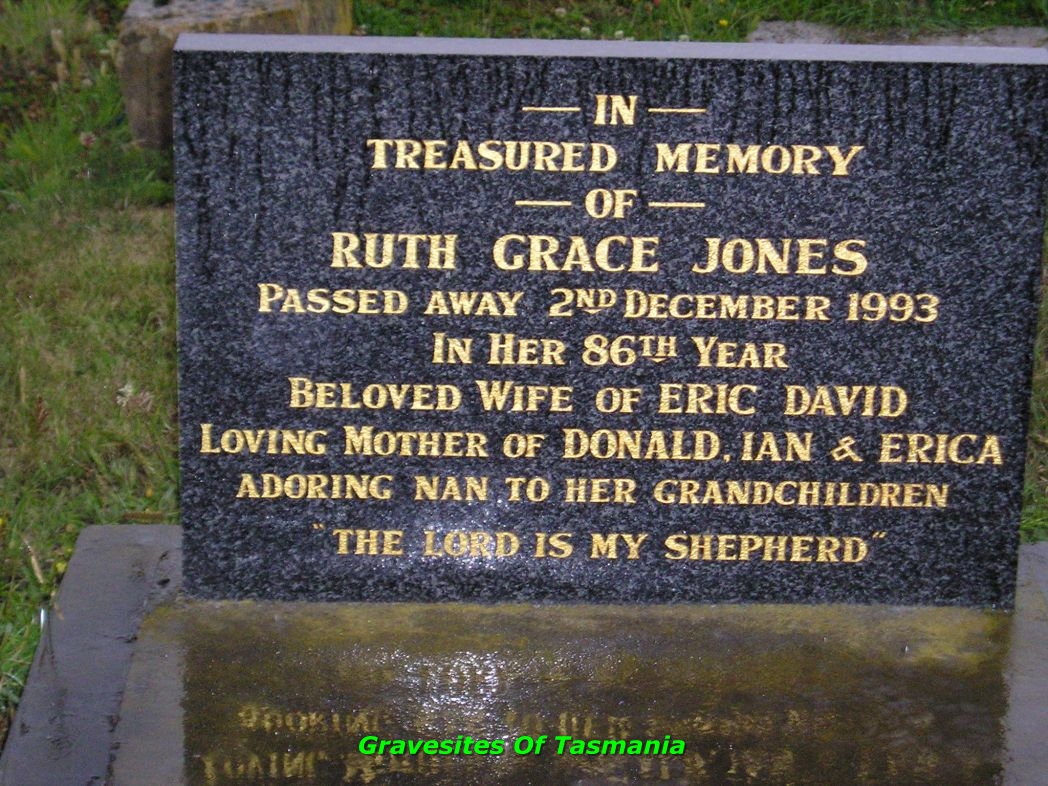 — IN —
TREASURED MEMORY
— OF —
RUTH GRACE JONES
PASSED AWAY 2ND DECEMBER 1993
IN HER 86TH YEAR
BELOVED WIFE OF ERIC DAVID
LOVING MOTHER OF DONALD, IAN & ERICA
ADORING NAN TO HER GRANDCHILDREN
"THE LORD IS MY SHEPHERD"
Gravesites Of Tasmania